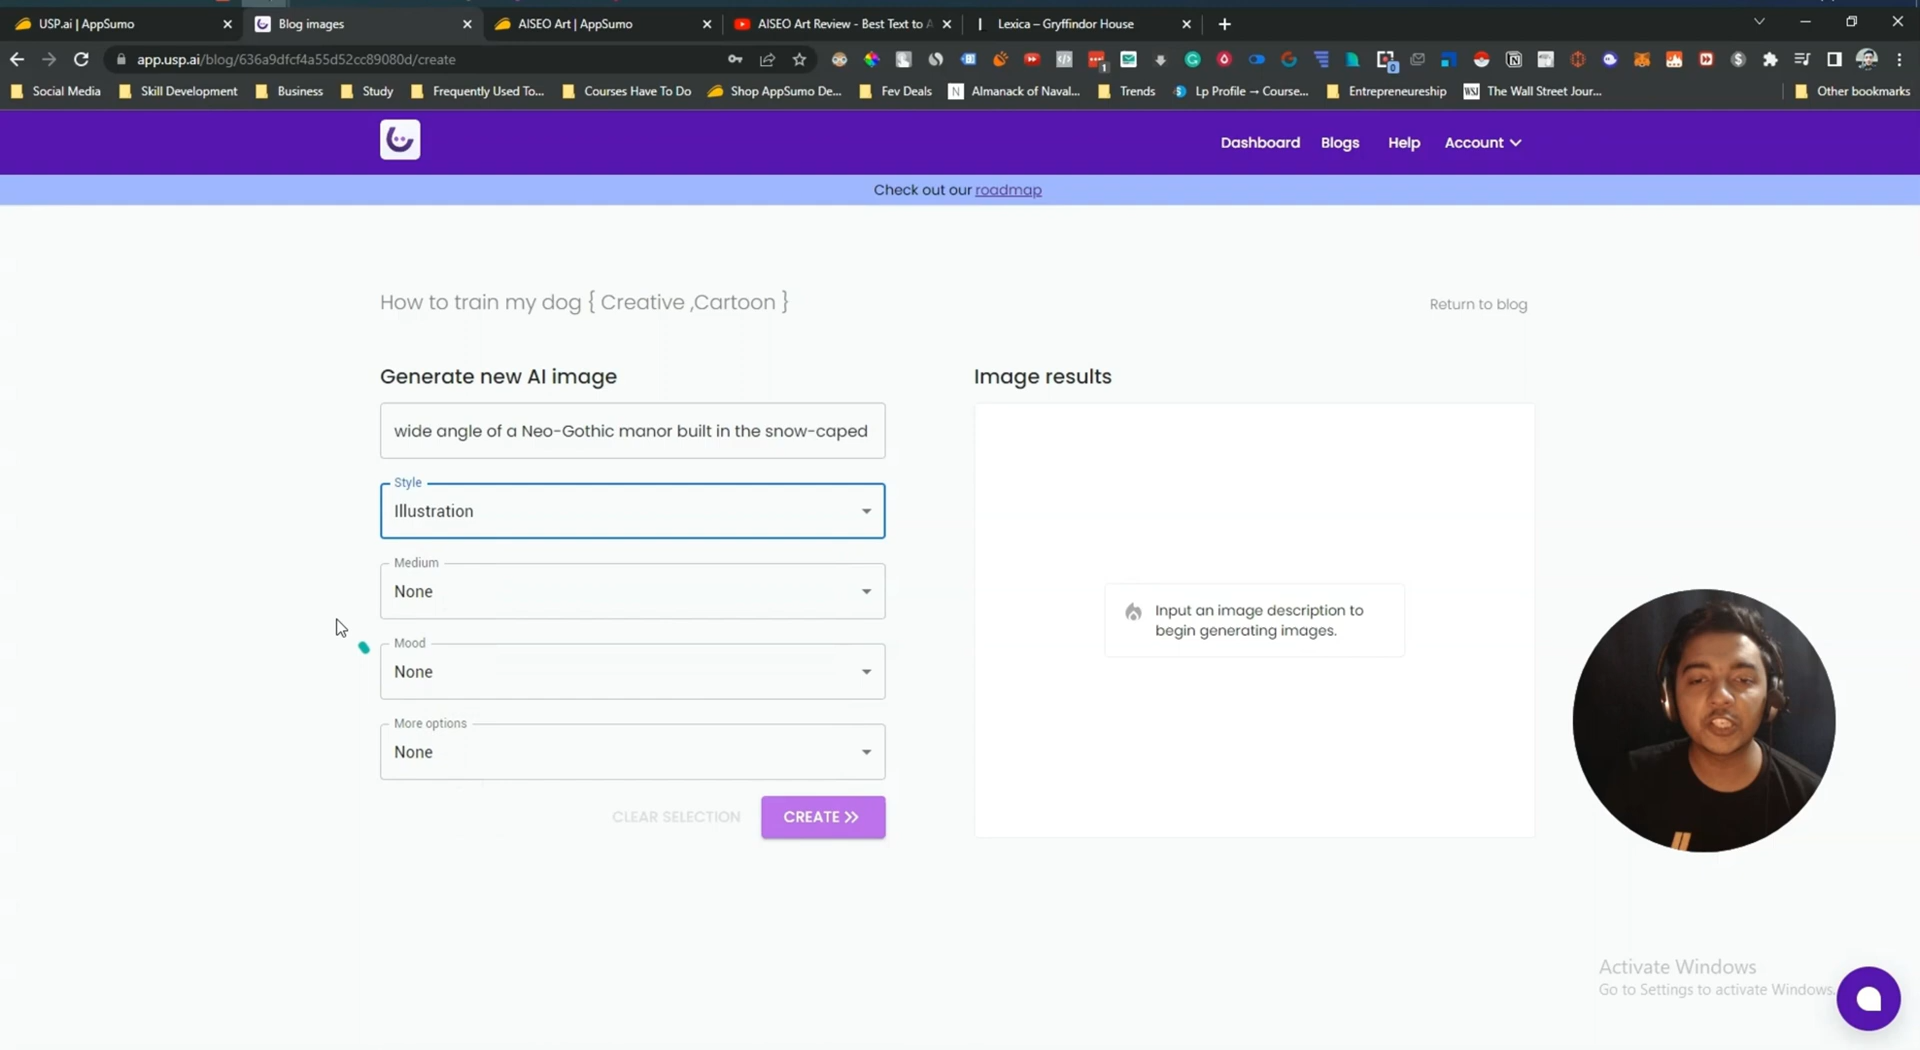 USP.ai | AppSumo
Blog images
AISEO Art | AppSumo
AISEO Art Review - Best Text to A
Lexica – Gryffindor House
app.usp.ai/blog/636a9dfcf4a55d52cc89080d/create
Social Media
Skill Development
Business
Study
Frequently Used To...
Courses Have To Do
Shop AppSumo De...
Fev Deals
Almanack of Naval...
Trends
Lp Profile → Course...
Entrepreneureship
WSJ
The Wall Street Jour...
Other bookmarks
Dashboard
Blogs
Help
Account
Check out our roadmap
How to train my dog { Creative ,Cartoon }
Return to blog
Generate new AI image
Image results
wide angle of a Neo-Gothic manor built in the snow-caped
Style
Illustration
Medium
None
Input an image description to
begin generating images.
Mood
None
More options
None
CLEAR SELECTION
CREATE
Activate Windows
Go to Settings to activate Windows.